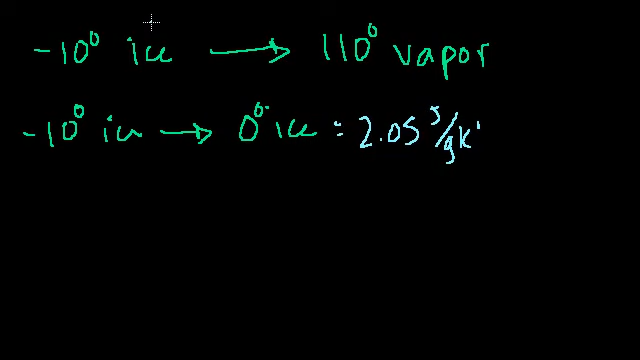 -10° ice → 110° vapor
-10° ice → 0° ice : 2.05 J/gK